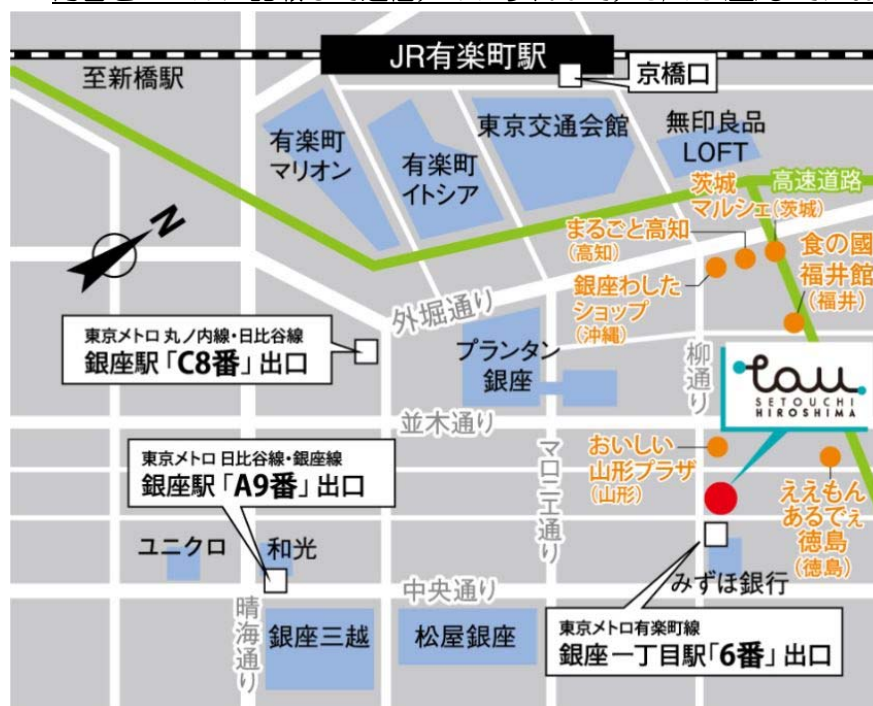 JR有楽町駅
至新橋駅
京橋口
有楽町
マリオン
有楽町
イトシア
東京交通会館
無印良品
LOFT
高速道路
茨城
マルシェ(茨城)
まるごと高知
(高知)
食の國
福井館
(福井)
銀座わした
ショップ
(沖縄)
N
外堀通り
東京メトロ 丸ノ内線・日比谷線
銀座駅「C8番」出口
プランタン
銀座
柳通り
tau
SETOUCHI
HIROSHIMA
並木通り
おいしい
山形プラザ
(山形)
東京メトロ 日比谷線・銀座線
銀座駅「A9番」出口
マロニエ通り
ええもん
あるでぇ
徳島
(徳島)
ユニクロ
和光
みずほ銀行
中央通り
晴海通り
銀座三越
松屋銀座
東京メトロ有楽町線
銀座一丁目駅「6番」出口